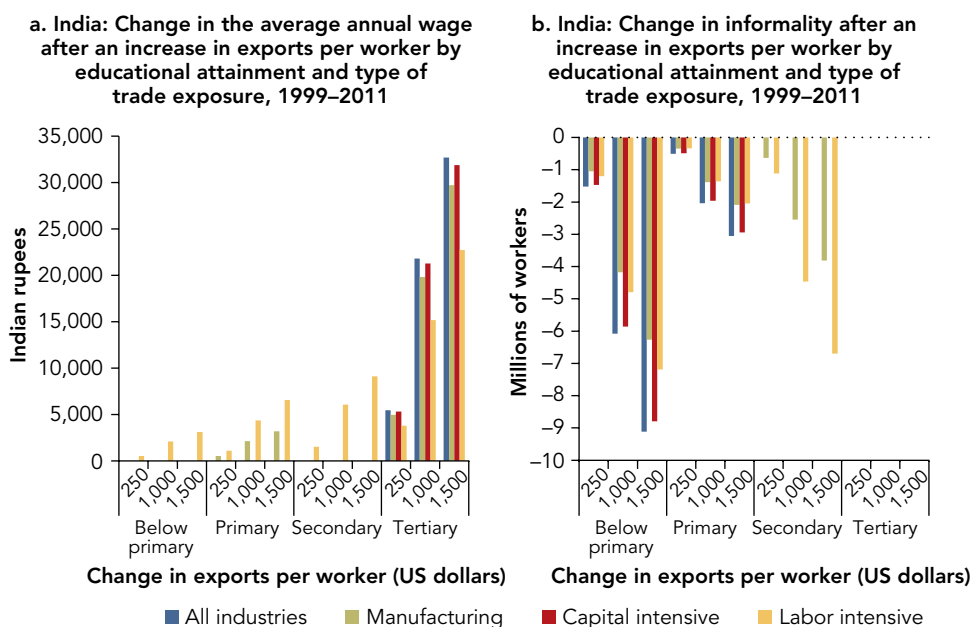 a. India: Change in the average annual wage
after an increase in exports per worker by
educational attainment and type of
trade exposure, 1999–2011
Indian rupees
35,000
30,000
25,000
20,000
15,000
10,000
5,000
0
250
1,000
1,500
250
1,000
1,500
250
1,000
1,500
250
1,000
1,500
Below
primary
Primary
Secondary
Tertiary
Change in exports per worker (US dollars)
b. India: Change in informality after an
increase in exports per worker by
educational attainment and type of
trade exposure, 1999–2011
Millions of workers
0
–1
–2
–3
–4
–5
–6
–7
–8
–9
–10
250
1,000
1,500
250
1,000
1,500
250
1,000
1,500
250
1,000
1,500
Below
primary
Primary
Secondary
Tertiary
Change in exports per worker (US dollars)
All industries
Manufacturing
Capital intensive
Labor intensive